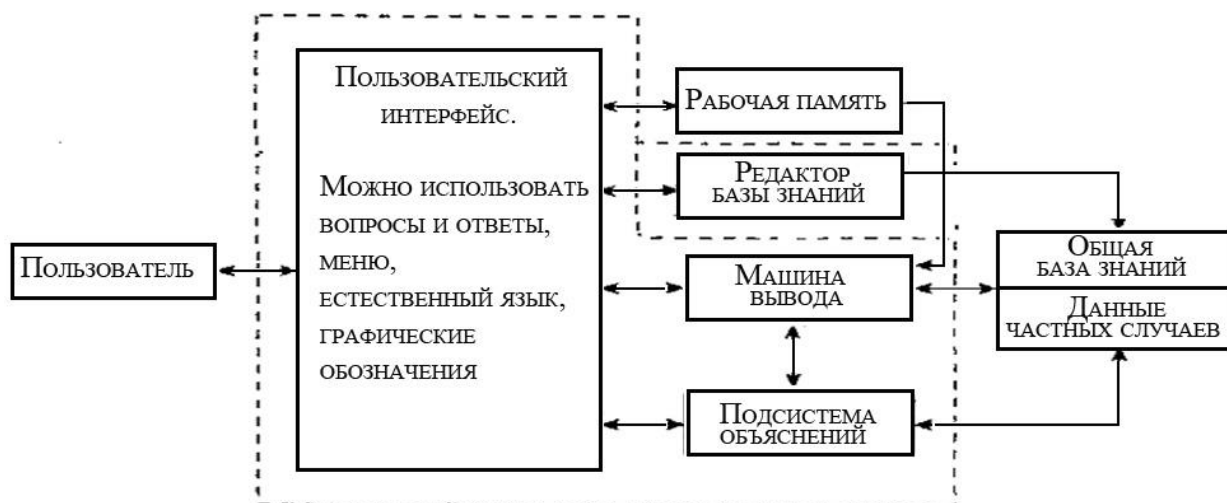 Пользовательский
интерфейс.
Можно использовать
вопросы и ответы,
меню,
естественный язык,
графические
обозначения
Пользователь
Рабочая память
Редактор
базы знаний
Машина
вывода
Подсистема
объяснений
Общая
база знаний
Данные
частных случаев